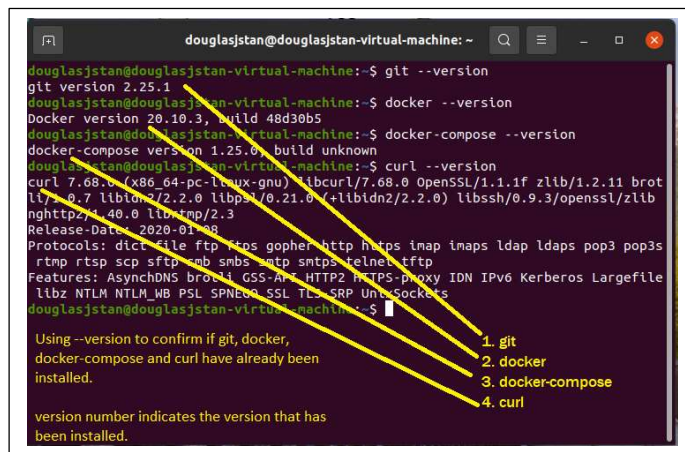 douglasjstan@douglasjstan-virtual-machine: ~
douglasjstan@douglasjstan-virtual-machine:~$ git --version
git version 2.25.1
douglasjstan@douglasjstan-virtual-machine:~$ docker --version
Docker version 20.10.3, build 48d30b5
douglasjstan@douglasjstan-virtual-machine:~$ docker-compose --version
docker-compose version 1.25.0, build unknown
douglasjstan@douglasjstan-virtual-machine:~$ curl --version
curl 7.68.0 (x86_64-pc-linux-gnu) libcurl/7.68.0 OpenSSL/1.1.1f zlib/1.2.11 brot
li/1.0.7 libidn2/2.2.0 libpsl/0.21.0 (+libidn2/2.2.0) libssh/0.9.3/openssl/zlib
nghttp2/1.40.0 librtmp/2.3
Release-Date: 2020-01-08
Protocols: dict file ftp ftps gopher http https imap imaps ldap ldaps pop3 pop3s
rtmp rtsp scp sftp smb smbs smtp smtps telnet tftp
Features: AsynchDNS brotli GSS-API HTTP2 HTTPS-proxy IDN IPv6 Kerberos Largefile
libz NTLM NTLM_WB PSL SPNEGO SSL TLS-SRP UnixSockets
douglasjstan@douglasjstan-virtual-machine:~$
Using --version to confirm if git, docker,
docker-compose and curl have already been
installed.
version number indicates the version that has
been installed.
1. git
2. docker
3. docker-compose
4. curl